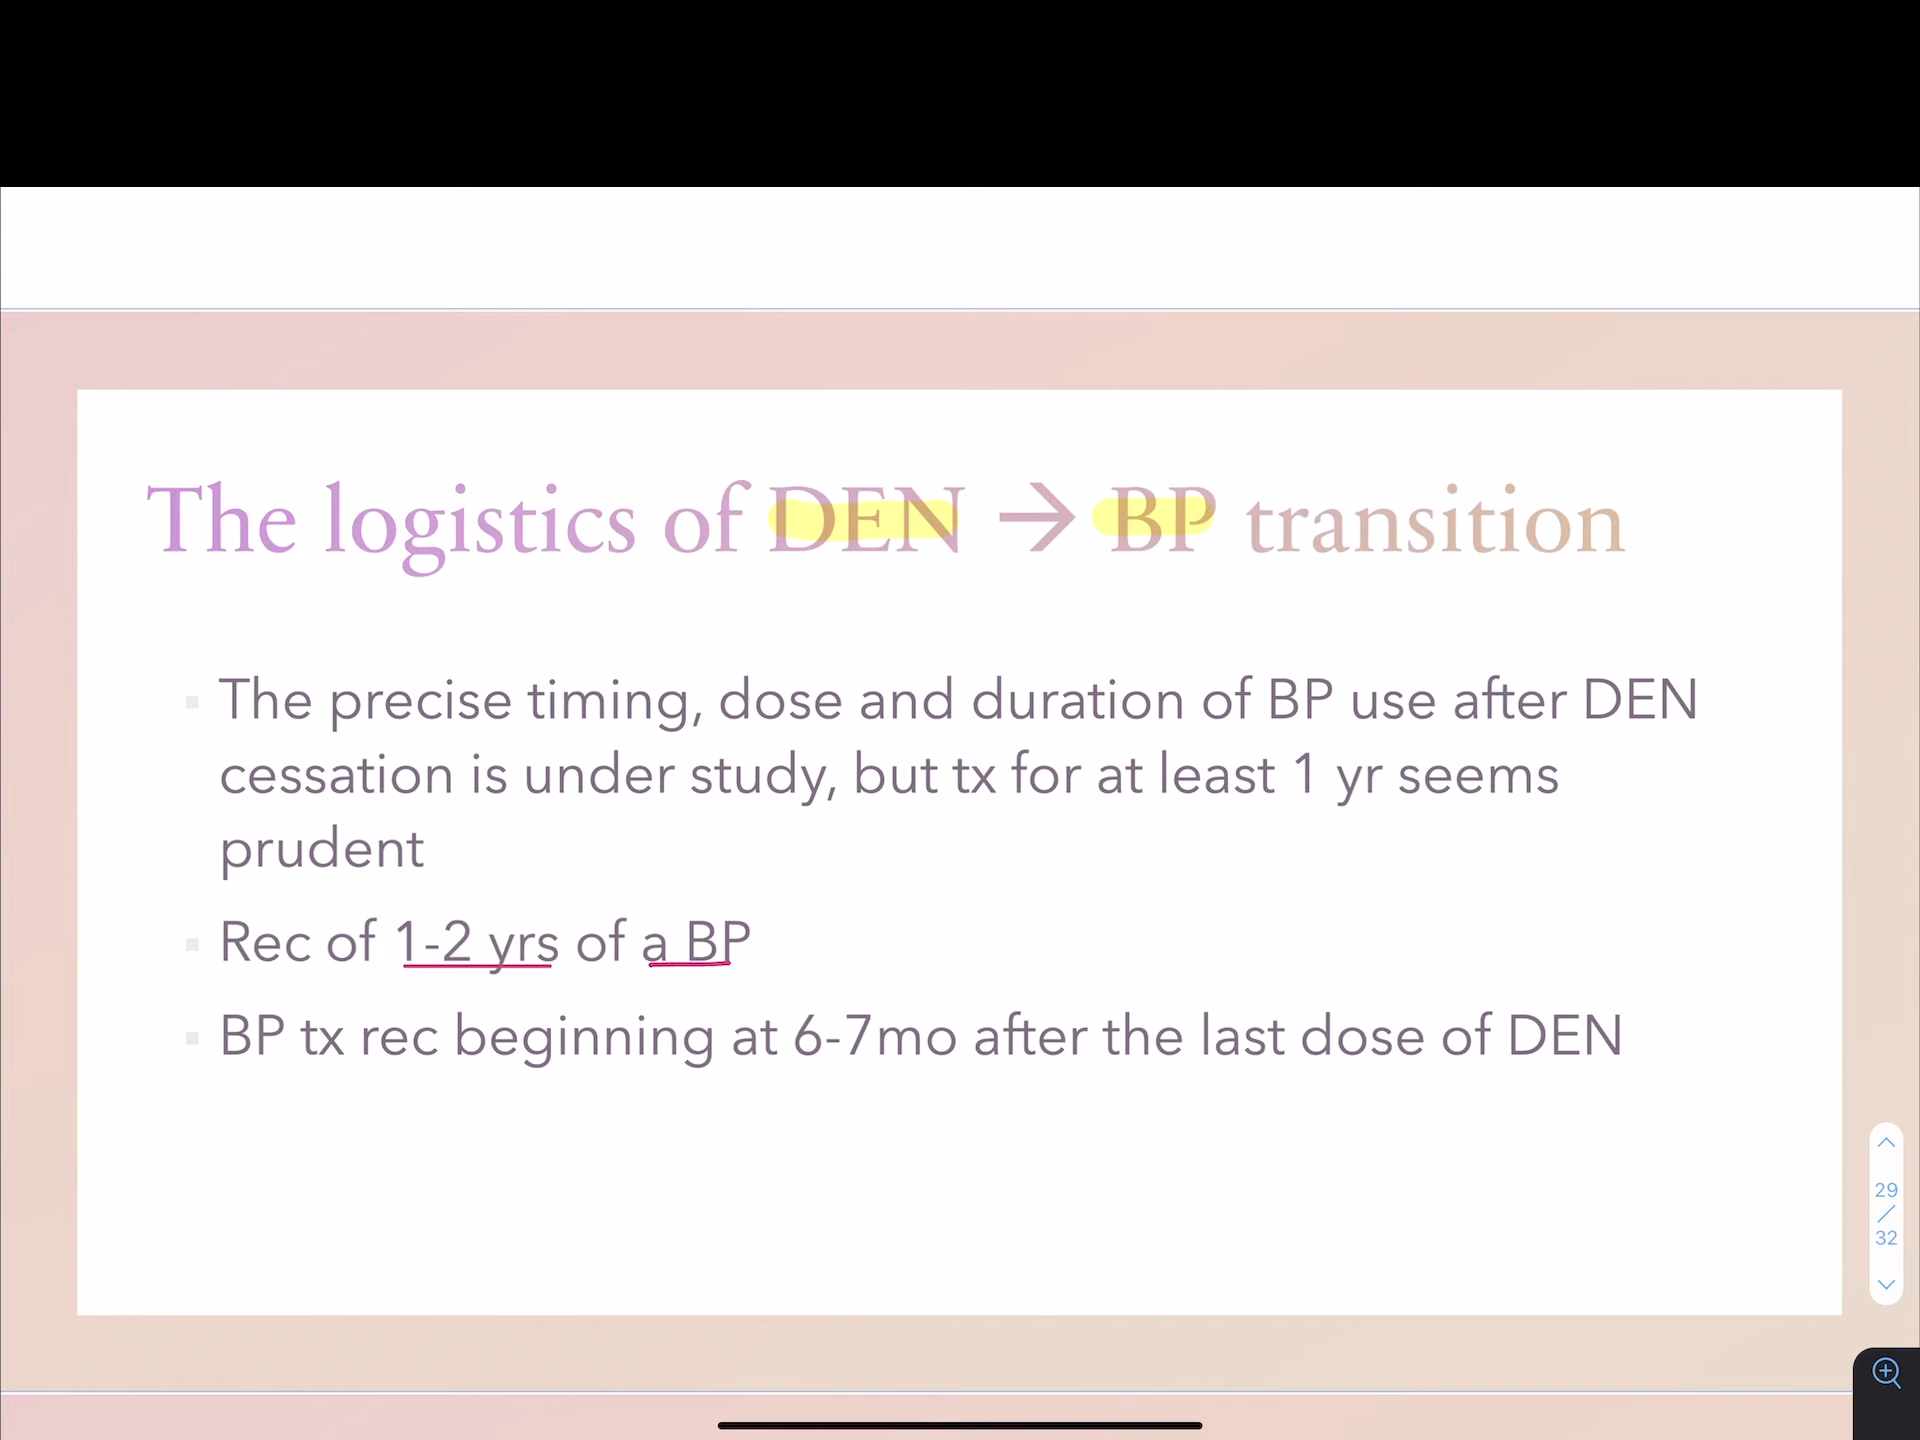 The logistics of DEN → BP transition
The precise timing, dose and duration of BP use after DEN
cessation is under study, but tx for at least 1 yr seems
prudent
Rec of 1-2 yrs of a BP
BP tx rec beginning at 6-7mo after the last dose of DEN
29
/
32